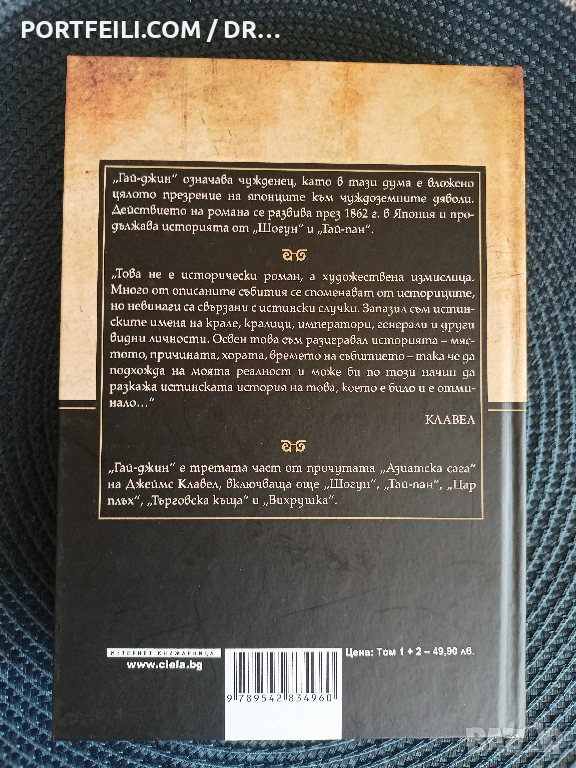 PORTFEILI.COM / DR...
„Гай-джин“ означава чужденец, като в тази дума е вложено
цялото презрение на японците към чуждоземните дяволи.
Действието на романа се развива през 1862 г. в Япония и про-
дължава историята от „Шогун“ и „Тай-пан“.
„Това не е исторически роман, а художествена измислица.
Много от описаните събития се споменават от историците,
но невинаги са свързани с истински случки. Запазил съм истин-
ските имена на крале, кралици, императори, генерали и други
видни личности. Освен това съм разигравал историята – мяс-
тото, причината, хората, времето на събитието – така че да
подхожда на моята реалност и може би по този начин да
разкажа истинската история на това, което е било и е отми-
нало...“
КЛАВЕЛ
„Гай-джин“ е третата част от прочутата „Азиатска сага“
на Джеймс Клавел, включваща още „Шогун“, „Тай-пан“, „Цар
плъх“, „Търговска къща“ и „Вихрушка“.
ИНТЕРНЕТ КНИЖАРНИЦА
www.ciela.bg
Цена: Том 1 + 2 – 49,90 лв.
9 789542 834960